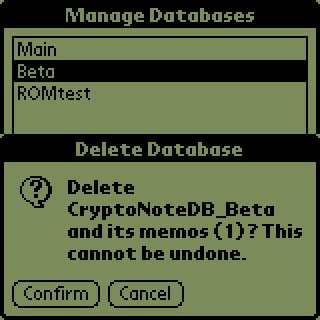 Manage Databases
Main
Beta
ROMtest
Delete Database
Delete
CryptoNoteDB_Beta
and its memos (1)? This
cannot be undone.
Confirm
Cancel